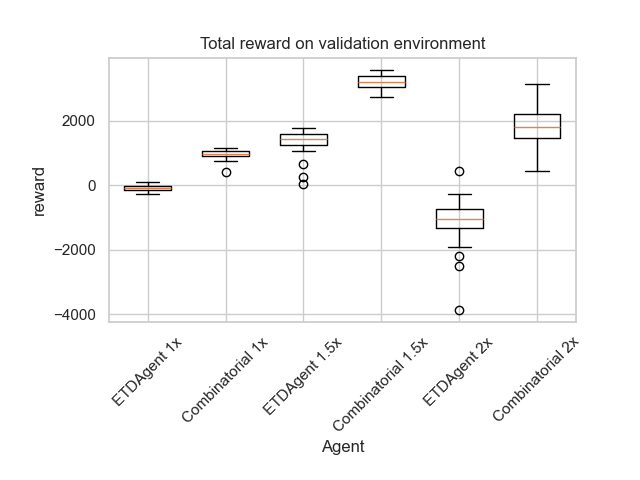 Total reward on validation environment
reward
2000
0
−2000
−4000
ETDAgent 1x
Combinatorial 1x
ETDAgent 1.5x
Combinatorial 1.5x
ETDAgent 2x
Combinatorial 2x
Agent